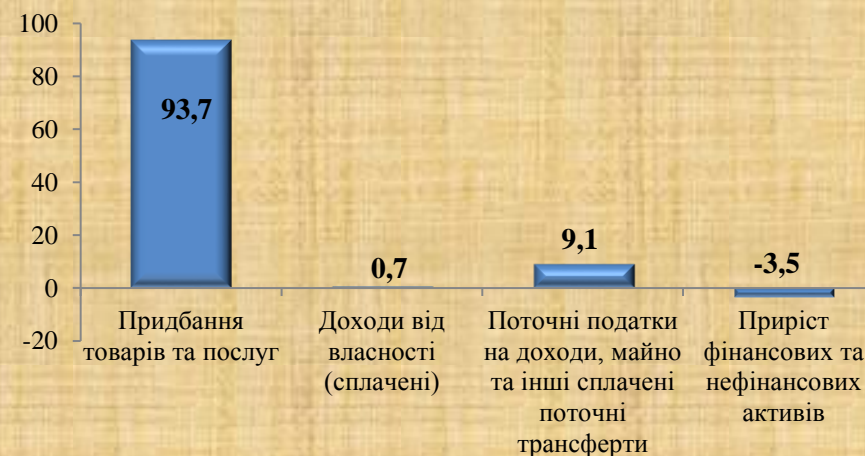 100
80
60
40
20
0
-20
93,7
0,7
9,1
-3,5
Придбання
товарів та послуг
Доходи від
власності
(сплачені)
Поточні податки
на доходи, майно
та інші сплачені
поточні
трансферти
Приріст
фінансових та
нефінансових
активів